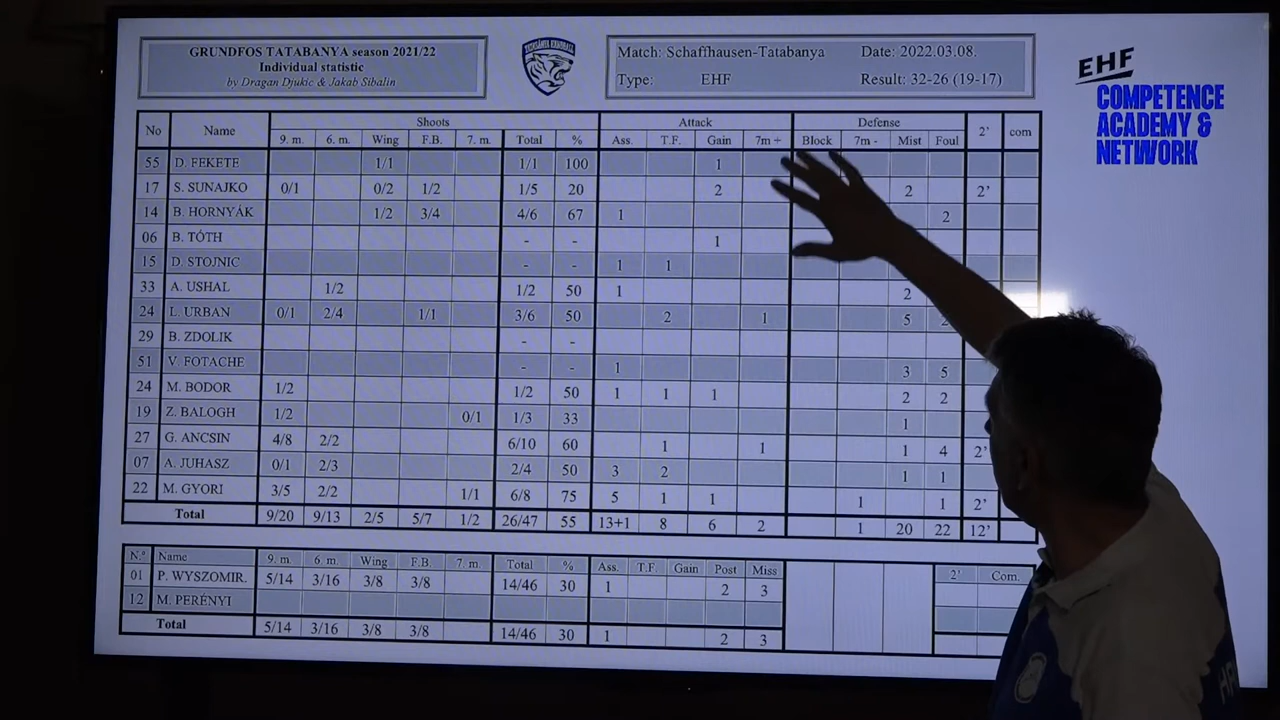 GRUNDFOS TATABANYA season 2021/22
Individual statistic
by Dragan Djukic & Jakab Sibalin
TATABÁNYA HANDBALL
Match: Schaffhausen-Tatabanya Date: 2022.03.08.
Type: EHF Result: 32-26 (19-17)
EHF
COMPETENCE
ACADEMY &
NETWORK
No Name Shoots Attack Defense 2' com
9. m. 6. m. Wing F.B. 7. m. Total % Ass. T.F. Gain 7m + Block 7m - Mist Foul
55 D. FEKETE 1/1 1/1 100 1
17 S. SUNAJKO 0/1 0/2 1/2 1/5 20 2 2 2'
14 B. HORNYÁK 1/2 3/4 4/6 67 1 2
06 B. TÓTH - - 1
15 D. STOJNIC - - 1 1
33 A. USHAL 1/2 1/2 50 1 2
24 L. URBAN 0/1 2/4 1/1 3/6 50 2 1 5 2
29 B. ZDOLIK - -
51 V. FOTACHE - - 1 3 5
24 M. BODOR 1/2 1/2 50 1 1 1 2 2
19 Z. BALOGH 1/2 0/1 1/3 33 1
27 G. ANCSIN 4/8 2/2 6/10 60 1 1 1 4 2'
07 A. JUHASZ 0/1 2/3 2/4 50 3 2 1 1
22 M. GYORI 3/5 2/2 1/1 6/8 75 5 1 1 1 1 2'
Total 9/20 9/13 2/5 5/7 1/2 26/47 55 13+1 8 6 2 1 20 22 12'
N.º Name 9. m. 6. m. Wing F.B. 7. m. Total % Ass. T.F. Gain Post Miss 2' Com.
01 P. WYSZOMIR. 5/14 3/16 3/8 3/8 14/46 30 1 2 3
12 M. PERÉNYI
Total 5/14 3/16 3/8 3/8 14/46 30 1 2 3